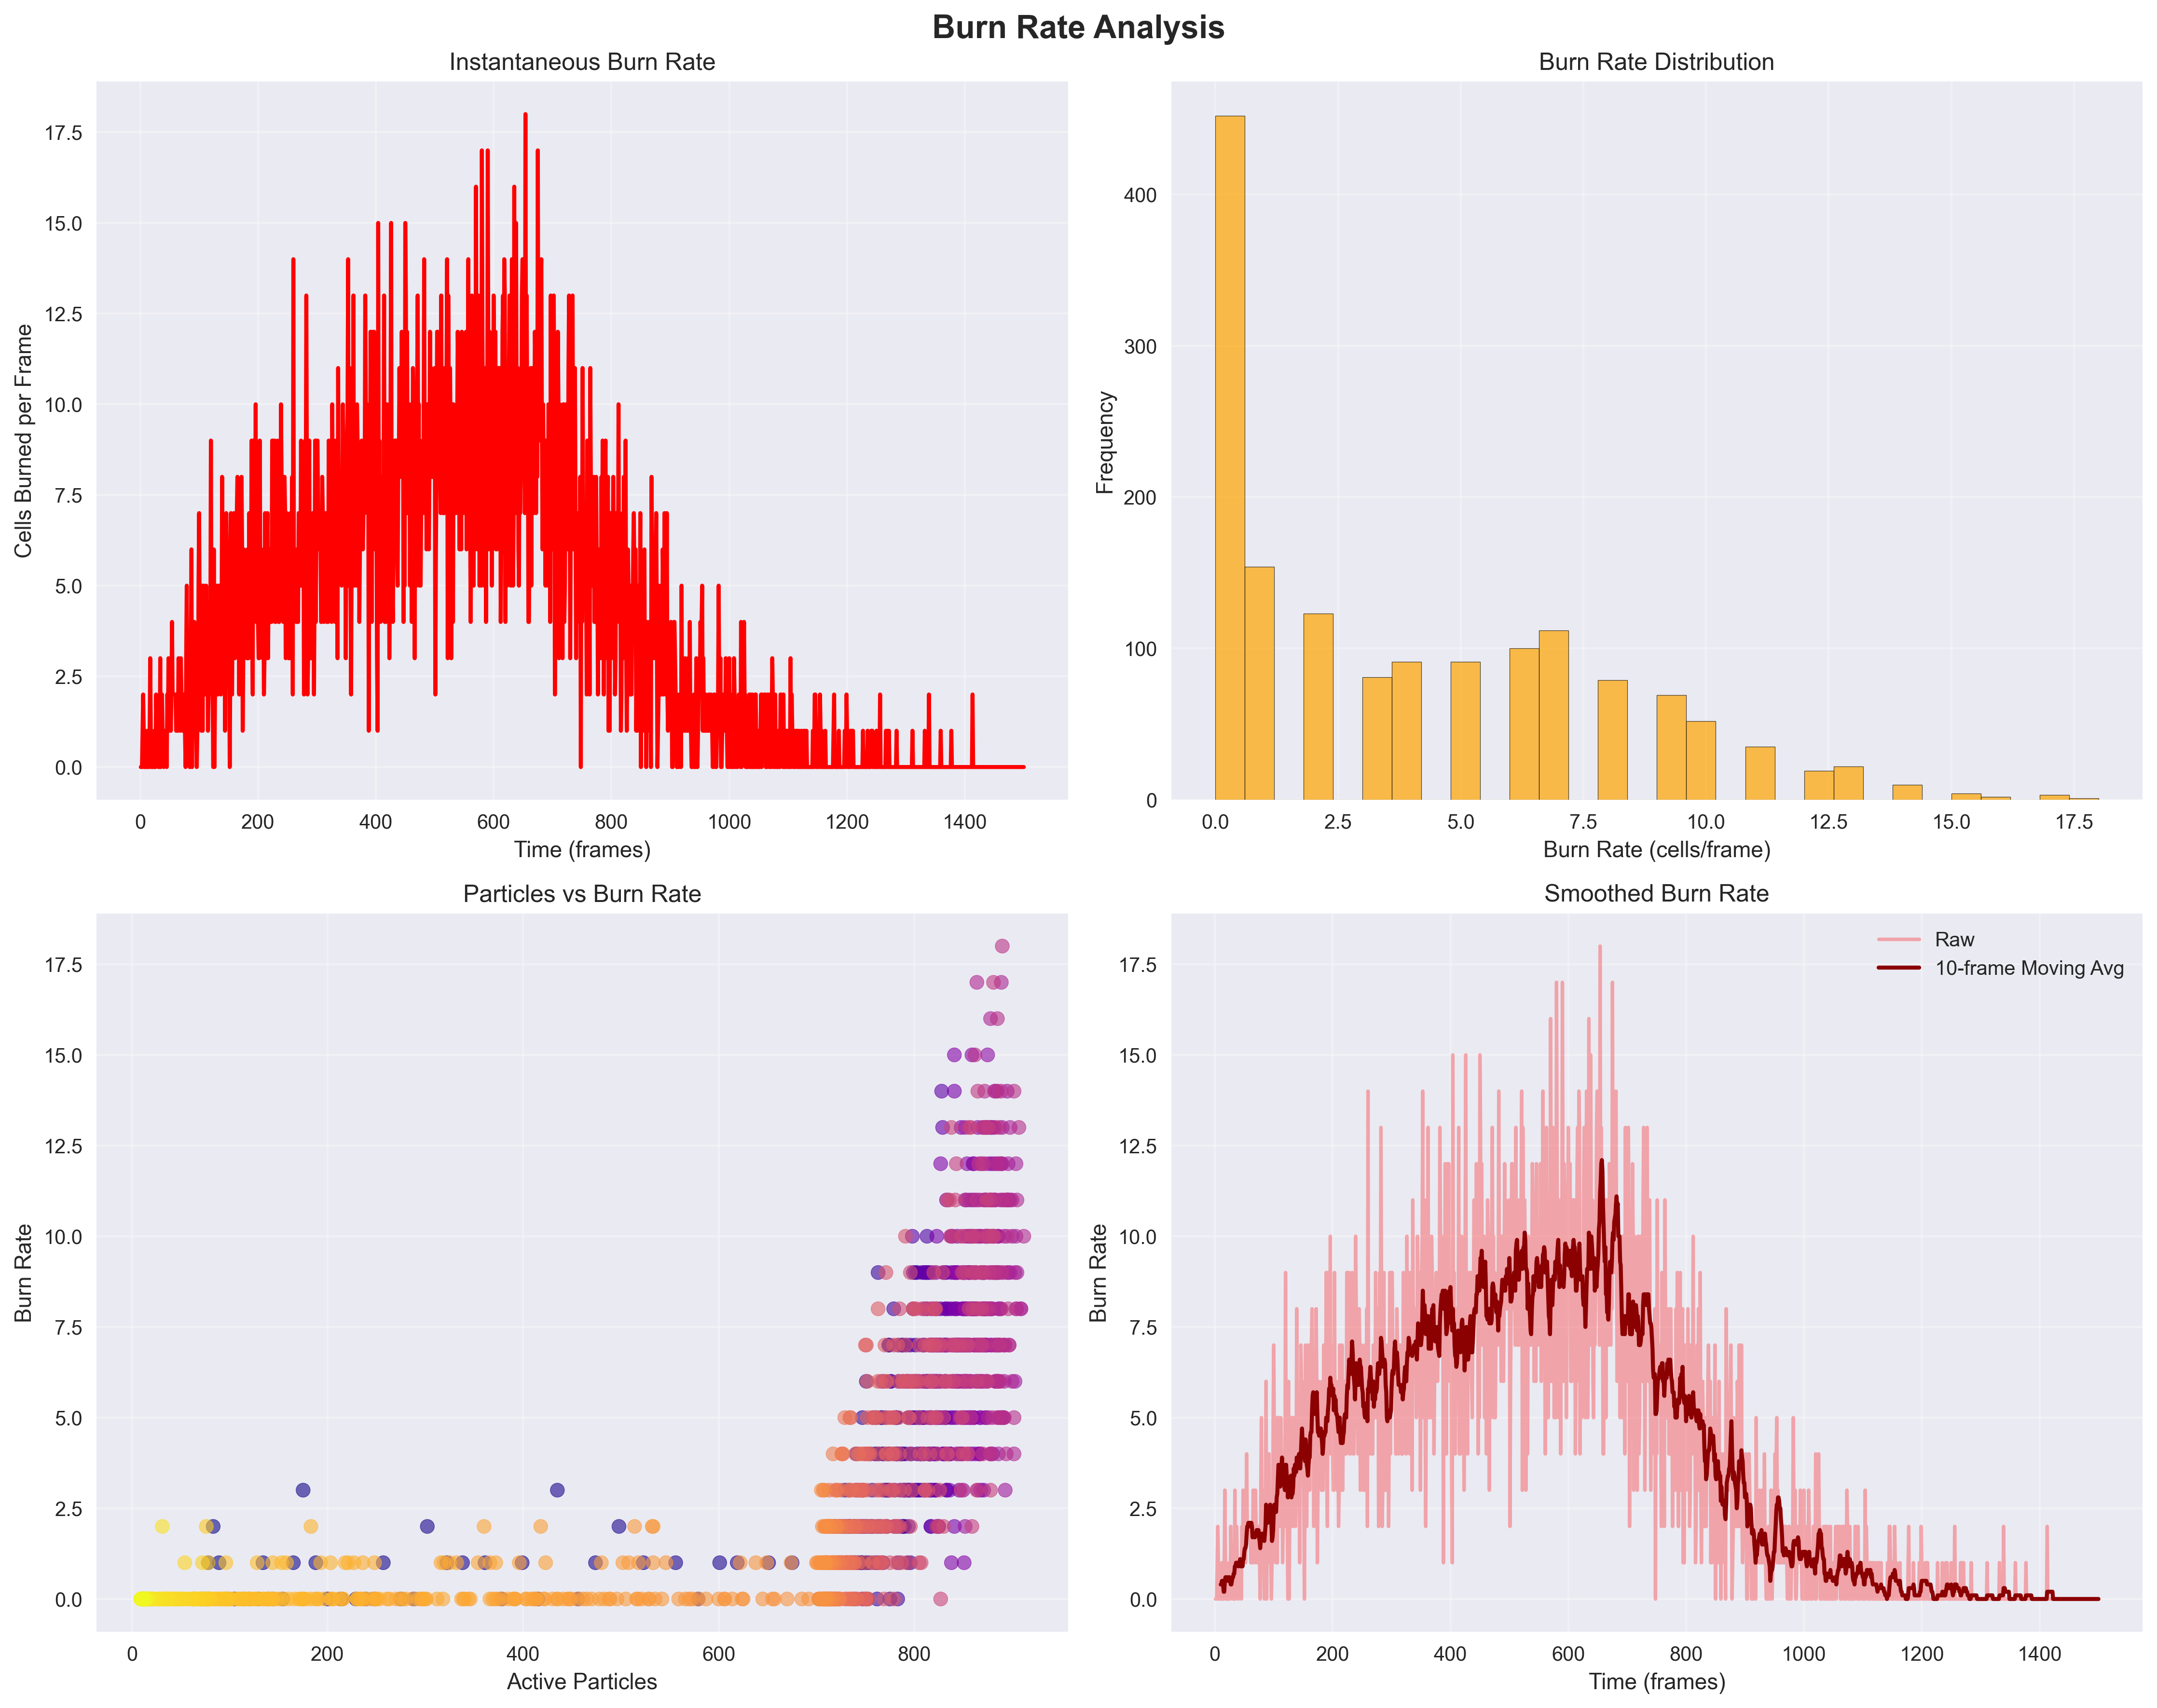 Burn Rate Analysis
Instantaneous Burn Rate
Cells Burned per Frame
17.5
15.0
12.5
10.0
7.5
5.0
2.5
0.0
0 200 400 600 800 1000 1200 1400
Time (frames)
Burn Rate Distribution
Frequency
400
300
200
100
0
0.0 2.5 5.0 7.5 10.0 12.5 15.0 17.5
Burn Rate (cells/frame)
Particles vs Burn Rate
Burn Rate
17.5
15.0
12.5
10.0
7.5
5.0
2.5
0.0
0 200 400 600 800
Active Particles
Smoothed Burn Rate
Raw
10-frame Moving Avg
Burn Rate
17.5
15.0
12.5
10.0
7.5
5.0
2.5
0.0
0 200 400 600 800 1000 1200 1400
Time (frames)